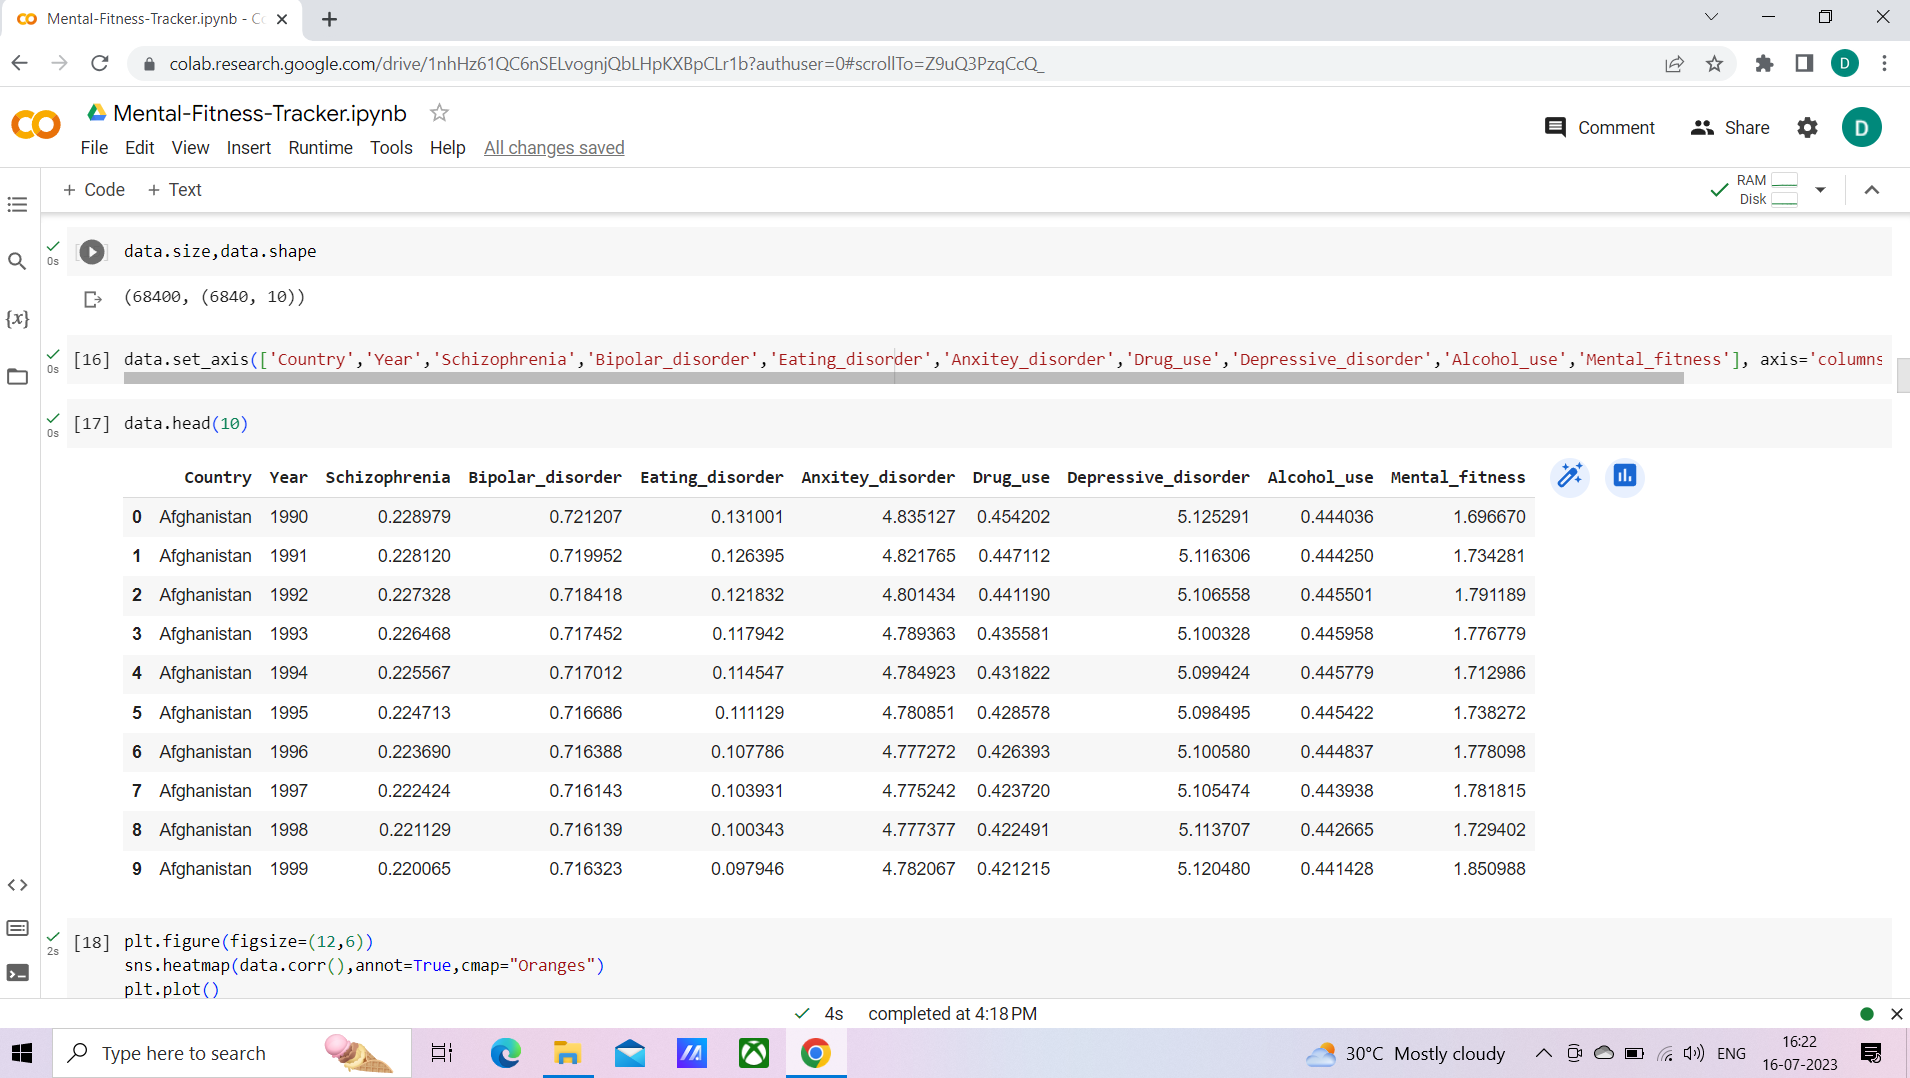 Mental-Fitness-Tracker.ipynb - Co
colab.research.google.com/drive/1nhHz61QC6nSELvognjQbLHpKXBpCLr1b?authuser=0#scrollTo=Z9uQ3PzqCcQ_
D
Mental-Fitness-Tracker.ipynb
Comment Share D
File Edit View Insert Runtime Tools Help All changes saved
+ Code + Text
RAM
Disk
0s
data.size,data.shape
(68400, (6840, 10))
{x}
[16] data.set_axis(['Country','Year','Schizophrenia','Bipolar_disorder','Eating_disorder','Anxitey_disorder','Drug_use','Depressive_disorder','Alcohol_use','Mental_fitness'], axis='columns
0s
[17] data.head(10)
0s
Country Year Schizophrenia Bipolar_disorder Eating_disorder Anxitey_disorder Drug_use Depressive_disorder Alcohol_use Mental_fitness
0 Afghanistan 1990 0.228979 0.721207 0.131001 4.835127 0.454202 5.125291 0.444036 1.696670
1 Afghanistan 1991 0.228120 0.719952 0.126395 4.821765 0.447112 5.116306 0.444250 1.734281
2 Afghanistan 1992 0.227328 0.718418 0.121832 4.801434 0.441190 5.106558 0.445501 1.791189
3 Afghanistan 1993 0.226468 0.717452 0.117942 4.789363 0.435581 5.100328 0.445958 1.776779
4 Afghanistan 1994 0.225567 0.717012 0.114547 4.784923 0.431822 5.099424 0.445779 1.712986
5 Afghanistan 1995 0.224713 0.716686 0.111129 4.780851 0.428578 5.098495 0.445422 1.738272
6 Afghanistan 1996 0.223690 0.716388 0.107786 4.777272 0.426393 5.100580 0.444837 1.778098
7 Afghanistan 1997 0.222424 0.716143 0.103931 4.775242 0.423720 5.105474 0.443938 1.781815
8 Afghanistan 1998 0.221129 0.716139 0.100343 4.777377 0.422491 5.113707 0.442665 1.729402
9 Afghanistan 1999 0.220065 0.716323 0.097946 4.782067 0.421215 5.120480 0.441428 1.850988
[18] plt.figure(figsize=(12,6))
2s
sns.heatmap(data.corr(),annot=True,cmap="Oranges")
plt.plot()
4s completed at 4:18 PM
Type here to search
30°C Mostly cloudy
ENG
16:22
16-07-2023